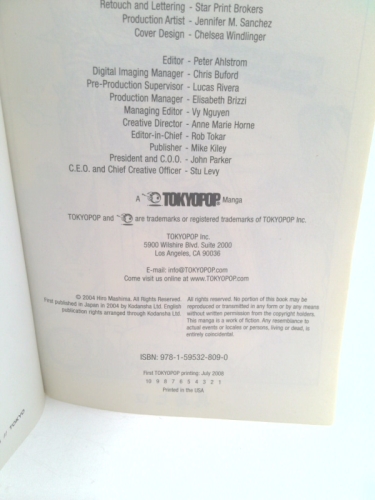 Retouch and Lettering - Star Print Brokers
Production Artist - Jennifer M. Sanchez
Cover Design - Chelsea Windlinger
Editor - Peter Ahlstrom
Digital Imaging Manager - Chris Buford
Pre-Production Supervisor - Lucas Rivera
Production Manager - Elisabeth Brizzi
Managing Editor - Vy Nguyen
Creative Director - Anne Marie Horne
Editor-in-Chief - Rob Tokar
Publisher - Mike Kiley
President and C.O.O. - John Parker
C.E.O. and Chief Creative Officer - Stu Levy
A TOKYOPOP Manga
TOKYOPOP and are trademarks or registered trademarks of TOKYOPOP Inc.
TOKYOPOP Inc.
5900 Wilshire Blvd. Suite 2000
Los Angeles, CA 90036
E-mail: info@TOKYOPOP.com
Come visit us online at www.TOKYOPOP.com
© 2004 Hiro Mashima. All Rights Reserved.
First published in Japan in 2004 by Kodansha Ltd. English
publication rights arranged through Kodansha Ltd.
All rights reserved. No portion of this book may be
reproduced or transmitted in any form or by any means
without written permission from the copyright holders.
This manga is a work of fiction. Any resemblance to
actual events or locales or persons, living or dead, is
entirely coincidental.
ISBN: 978-1-59532-809-0
First TOKYOPOP printing: July 2008
10 9 8 7 6 5 4 3 2 1
Printed in the USA
TOKYO